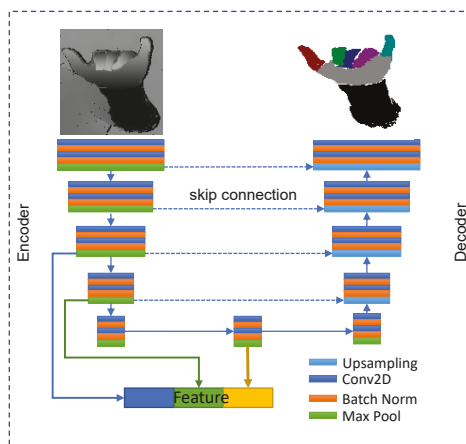 Encoder
skip connection
Decoder
Upsampling
Conv2D
Batch Norm
Max Pool
Feature